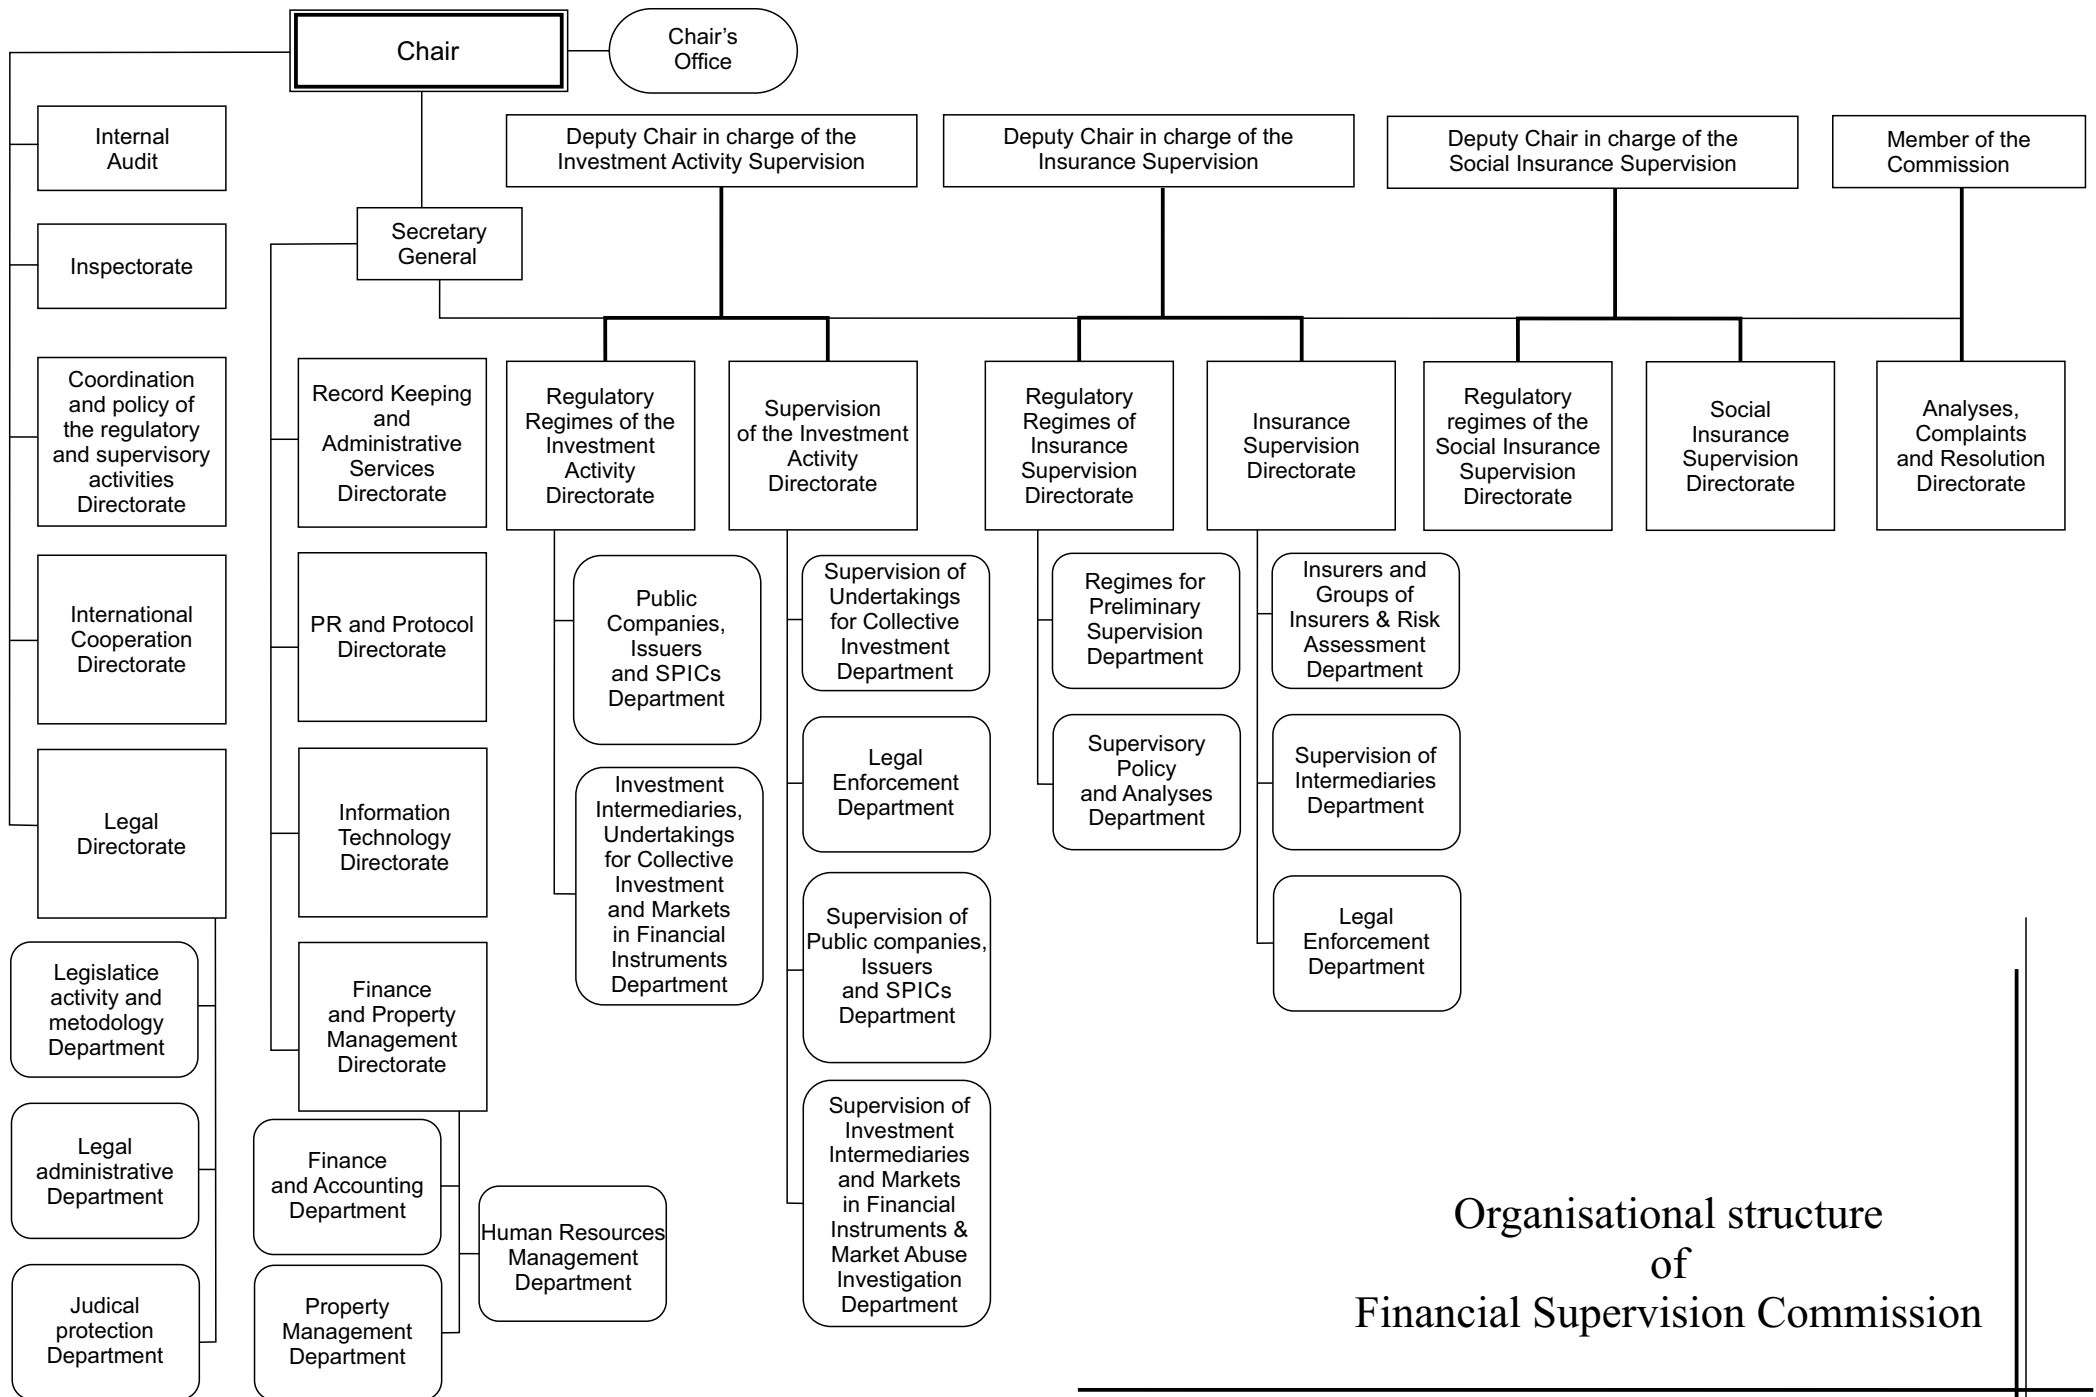 Chair
Chair's
Office
Internal
Audit
Deputy Chair in charge of the
Investment Activity Supervision
Deputy Chair in charge of the
Insurance Supervision
Deputy Chair in charge of the
Social Insurance Supervision
Member of the
Commission
Secretary
General
Inspectorate
Coordination
and policy of
the regulatory
and supervisory
activities
Directorate
Record Keeping
and
Administrative
Services
Directorate
Regulatory
Regimes of the
Investment
Activity
Directorate
Supervision
of the Investment
Activity
Directorate
Regulatory
Regimes of
Insurance
Supervision
Directorate
Insurance
Supervision
Directorate
Regulatory
regimes of the
Social Insurance
Supervision
Directorate
Social
Insurance
Supervision
Directorate
Analyses,
Complaints
and Resolution
Directorate
International
Cooperation
Directorate
PR and Protocol
Directorate
Public
Companies,
Issuers
and SPICs
Department
Supervision of
Undertakings
for Collective
Investment
Department
Regimes for
Preliminary
Supervision
Department
Insurers and
Groups of
Insurers & Risk
Assessment
Department
Legal
Directorate
Information
Technology
Directorate
Investment
Intermediaries,
Undertakings
for Collective
Investment
and Markets
in Financial
Instruments
Department
Legal
Enforcement
Department
Supervisory
Policy
and Analyses
Department
Supervision of
Intermediaries
Department
Legislatice
activity and
metodology
Department
Finance
and Property
Management
Directorate
Supervision of
Public companies,
Issuers
and SPICs
Department
Legal
Enforcement
Department
Legal
administrative
Department
Finance
and Accounting
Department
Human Resources
Management
Department
Supervision of
Investment
Intermediaries
and Markets
in Financial
Instruments &
Market Abuse
Investigation
Department
Judical
protection
Department
Property
Management
Department
Organisational structure
of
Financial Supervision Commission